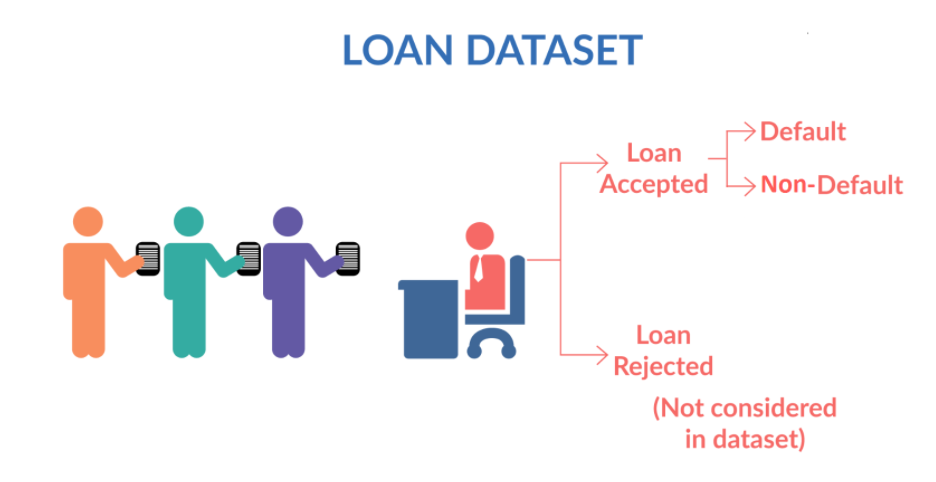 LOAN DATASET
Loan
Accepted
Default
Non-Default
Loan
Rejected
(Not considered
in dataset)